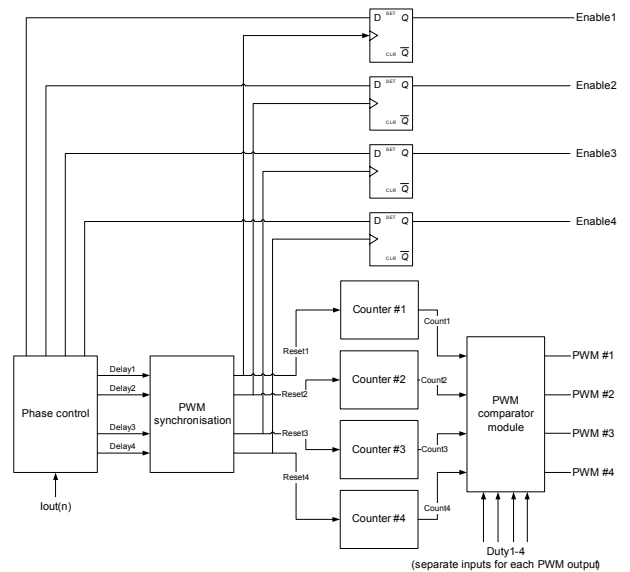 D SET Q
CLR Q
Enable1
D SET Q
CLR Q
Enable2
D SET Q
CLR Q
Enable3
D SET Q
CLR Q
Enable4
Phase control
Iout(n)
Delay1
Delay2
Delay3
Delay4
PWM
synchronisation
Reset1
Reset2
Reset3
Reset4
Counter #1
Counter #2
Counter #3
Counter #4
Count1
Count2
Count3
Count4
PWM
comparator
module
PWM #1
PWM #2
PWM #3
PWM #4
Duty1-4
(separate inputs for each PWM output)